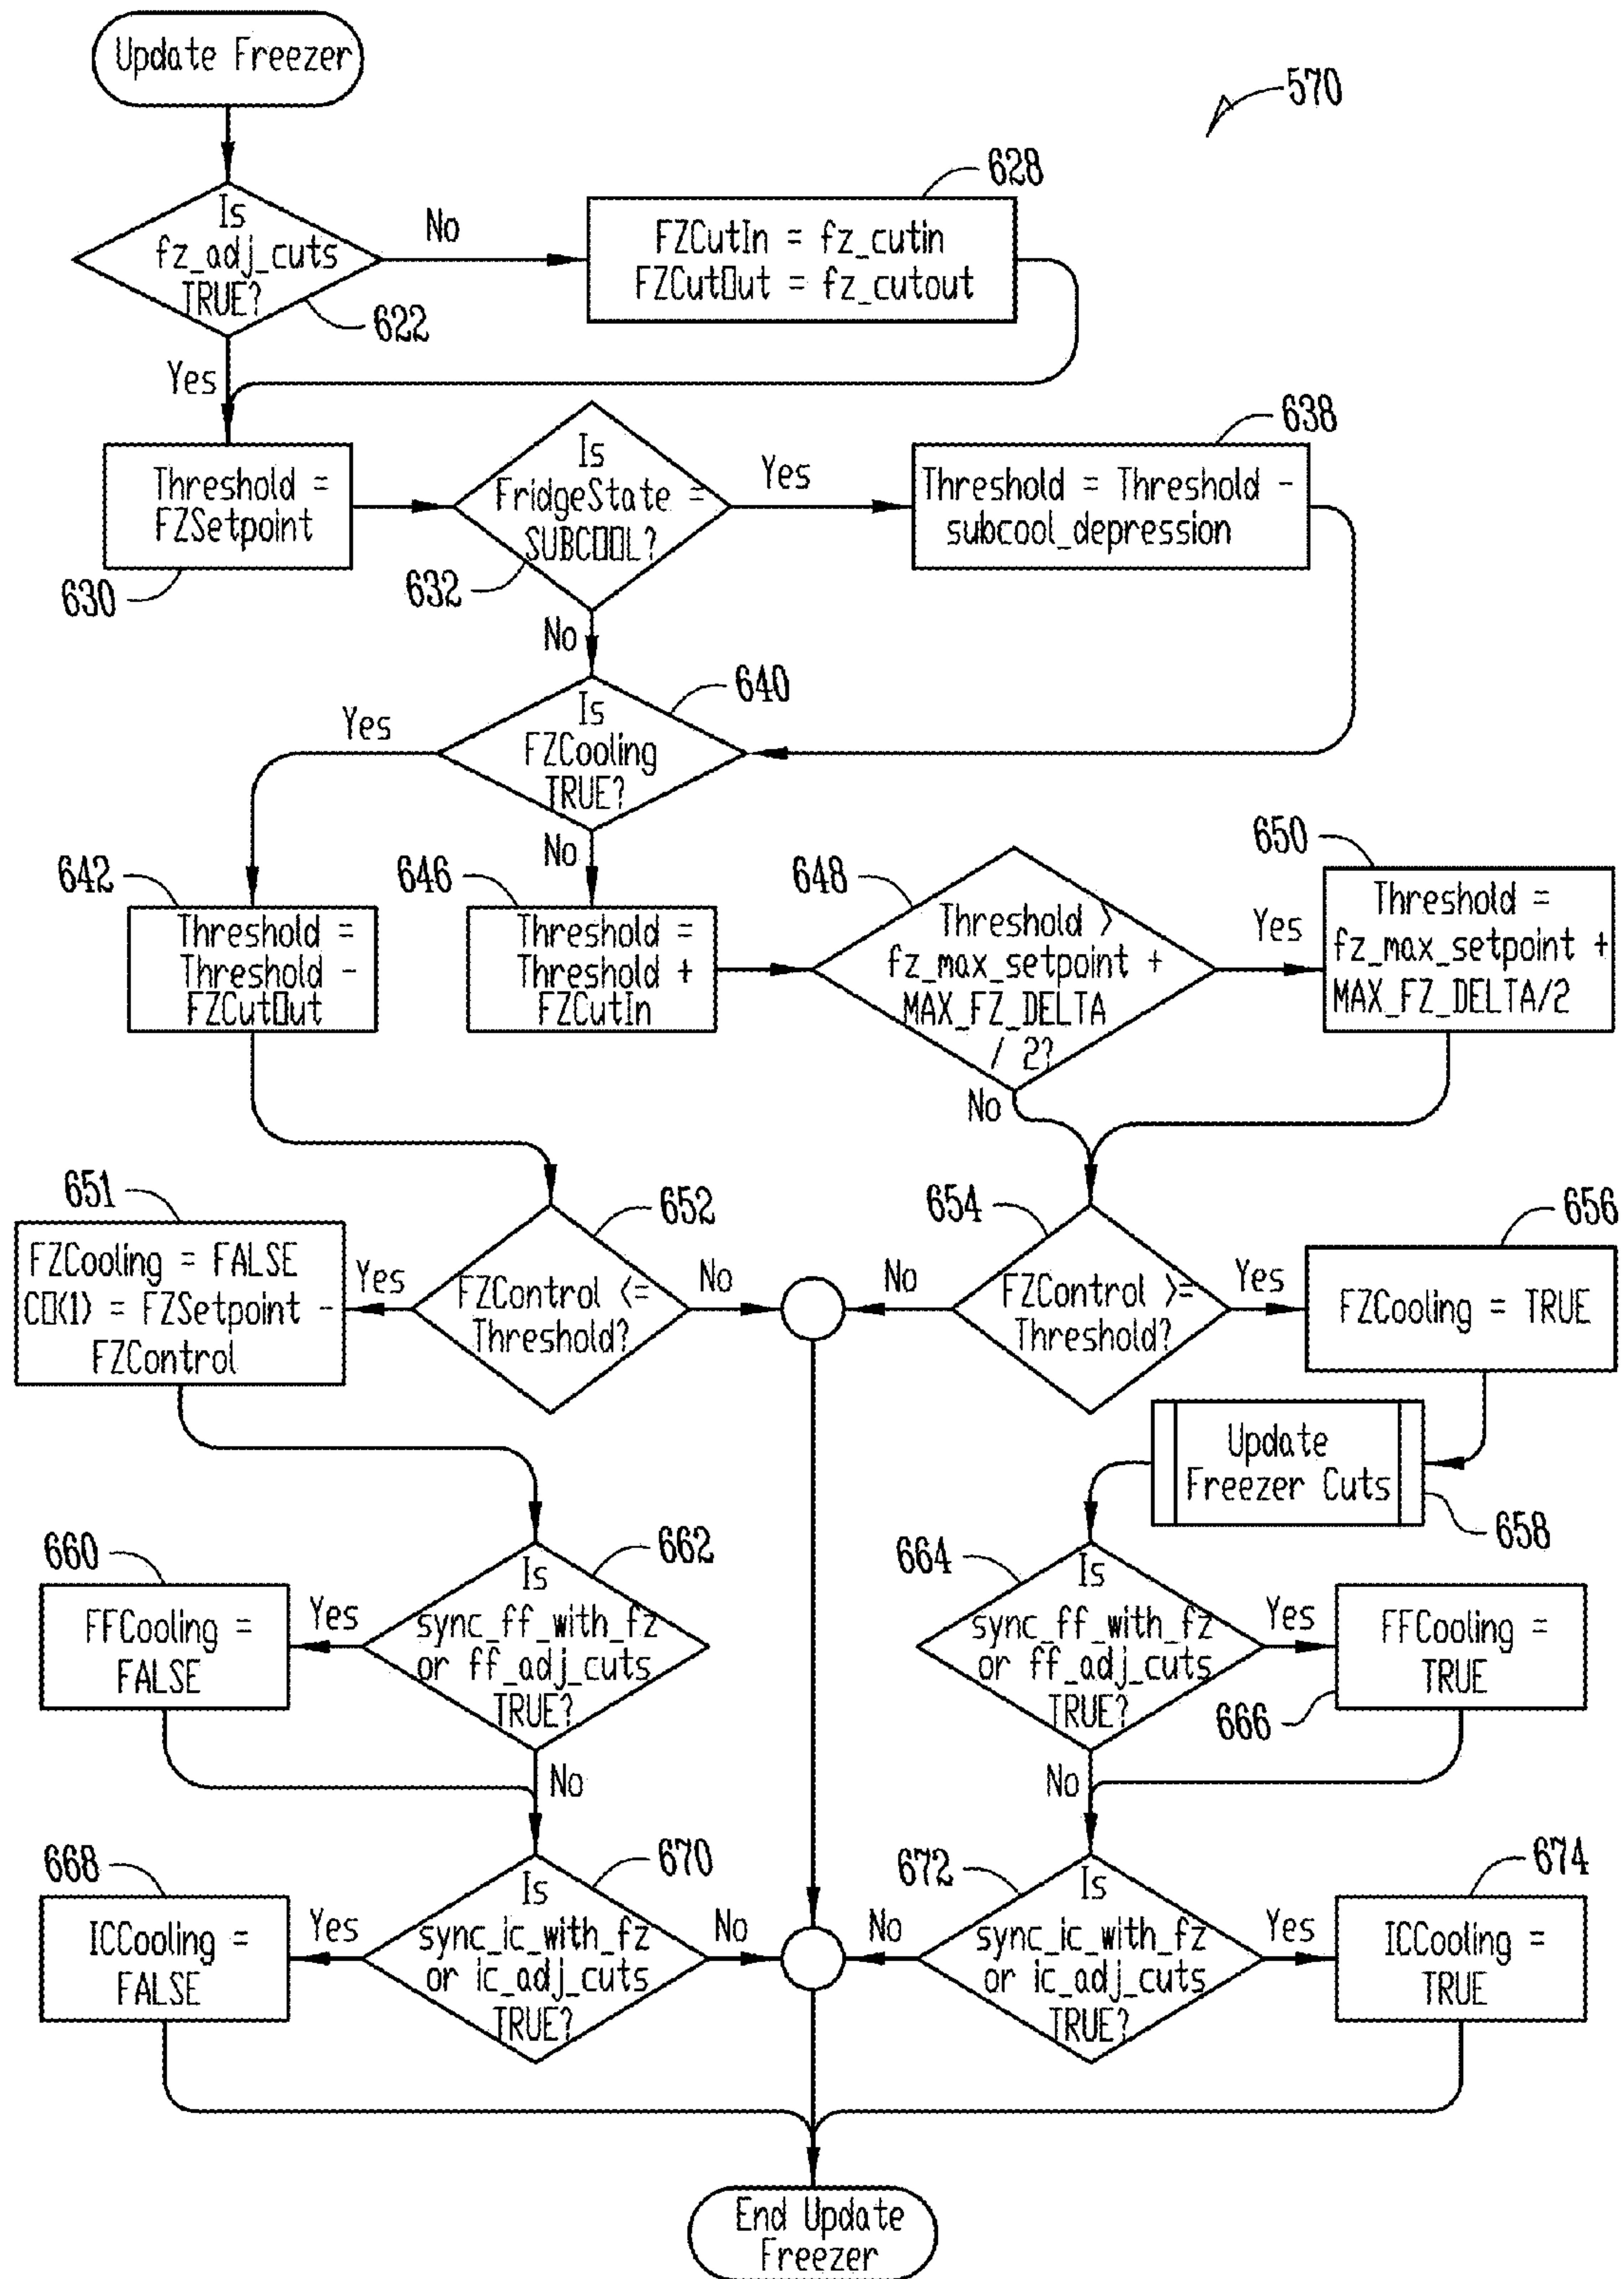 Update Freezer
570
Is
fz_adj_cuts
TRUE?
622
No
Yes
628
FZCutIn = fz_cutin
FZCutOut = fz_cutout
Threshold =
FZSetpoint
630
Is
FridgeState =
SUBCOOL?
632
Yes
No
638
Threshold = Threshold -
subcool_depression
640
Is
FZCooling
TRUE?
Yes
No
642
Threshold =
Threshold -
FZCutOut
646
Threshold =
Threshold +
FZCutIn
648
Threshold >
fz_max_setpoint +
MAX_FZ_DELTA
/ 2?
Yes
No
650
Threshold =
fz_max_setpoint +
MAX_FZ_DELTA/2
651
FZCooling = FALSE
CO(1) = FZSetpoint -
FZControl
Yes
652
FZControl <=
Threshold?
No
654
No
FZControl >=
Threshold?
Yes
656
FZCooling = TRUE
Update
Freezer Cuts
658
660
FFCooling =
FALSE
Yes
662
Is
sync_ff_with_fz
or ff_adj_cuts
TRUE?
No
664
Is
sync_ff_with_fz
or ff_adj_cuts
TRUE?
Yes
No
FFCooling =
TRUE
666
668
ICCooling =
FALSE
Yes
670
Is
sync_ic_with_fz
or ic_adj_cuts
TRUE?
No
672
No
Is
sync_ic_with_fz
or ic_adj_cuts
TRUE?
Yes
674
ICCooling =
TRUE
End Update
Freezer